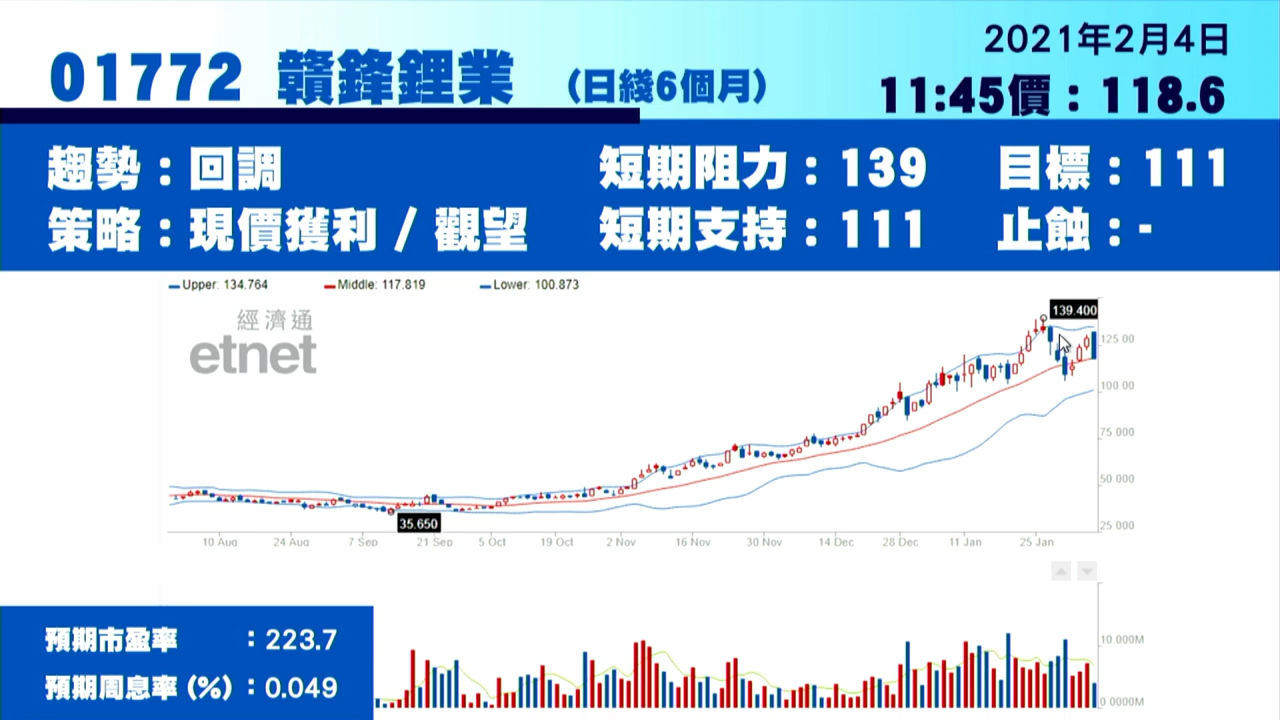 2021年2月4日
01772 贛鋒鋰業 (日綫6個月)
11:45價：118.6
趨勢：回調 短期阻力：139 目標：111
策略：現價獲利 / 觀望 短期支持：111 止蝕：-
Upper: 134.764 Middle: 117.819 Lower: 100.873
139.400
經濟通
etnet
125 00
100 00
75 000
50 000
35.650
25 000
10 Aug 24 Aug 7 Sep 21 Sep 5 Oct 19 Oct 2 Nov 16 Nov 30 Nov 14 Dec 28 Dec 11 Jan 25 Jan
10 000M
預期市盈率 ：223.7
預期周息率 (%)：0.049
0 0000M